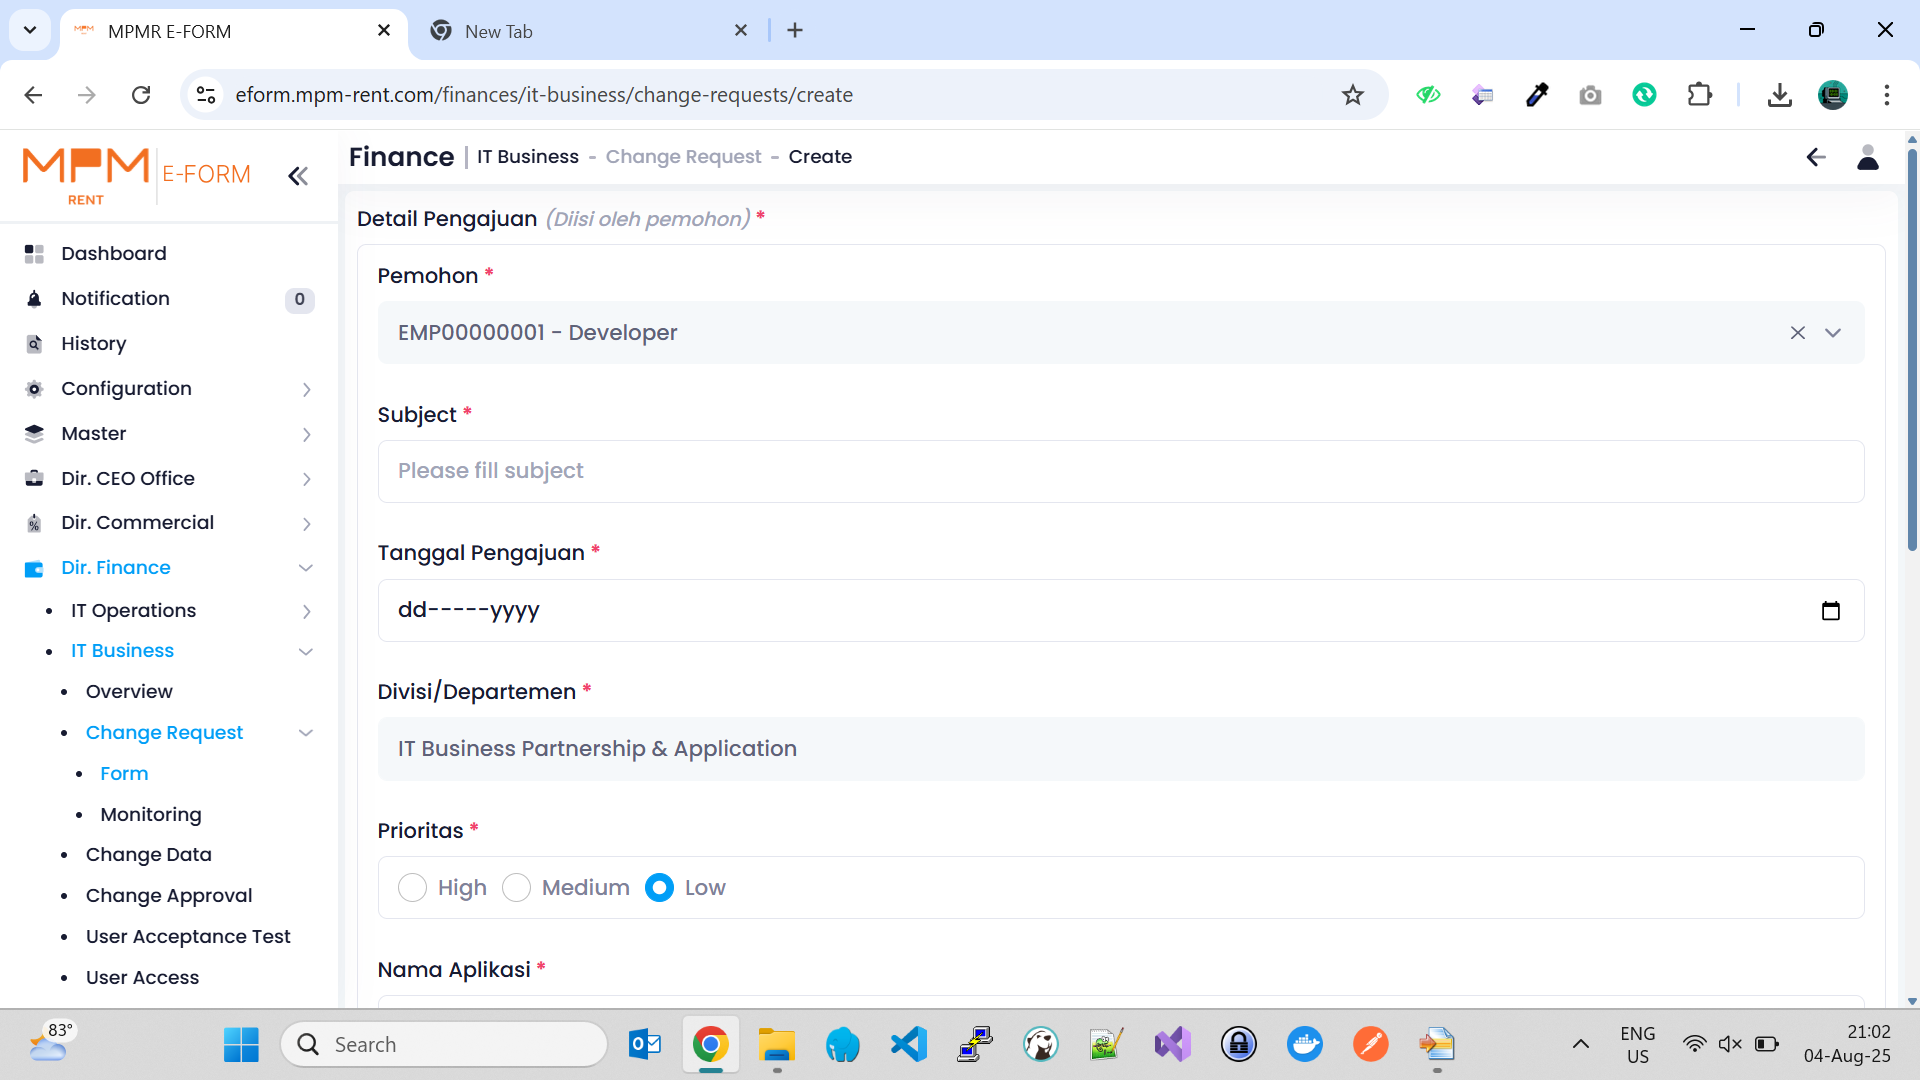 MPMR E-FORM
New Tab
eform.mpm-rent.com/finances/it-business/change-requests/create
MPM
RENT
E-FORM
Finance | IT Business - Change Request - Create
Dashboard
Notification 0
History
Configuration
Master
Dir. CEO Office
Dir. Commercial
Dir. Finance
IT Operations
IT Business
Overview
Change Request
Form
Monitoring
Change Data
Change Approval
User Acceptance Test
User Access
Detail Pengajuan (Diisi oleh pemohon) *
Pemohon *
EMP00000001 - Developer
Subject *
Please fill subject
Tanggal Pengajuan *
dd-----yyyy
Divisi/Departemen *
IT Business Partnership & Application
Prioritas *
High Medium Low
Nama Aplikasi *
83°
Search
ENG
US
21:02
04-Aug-25